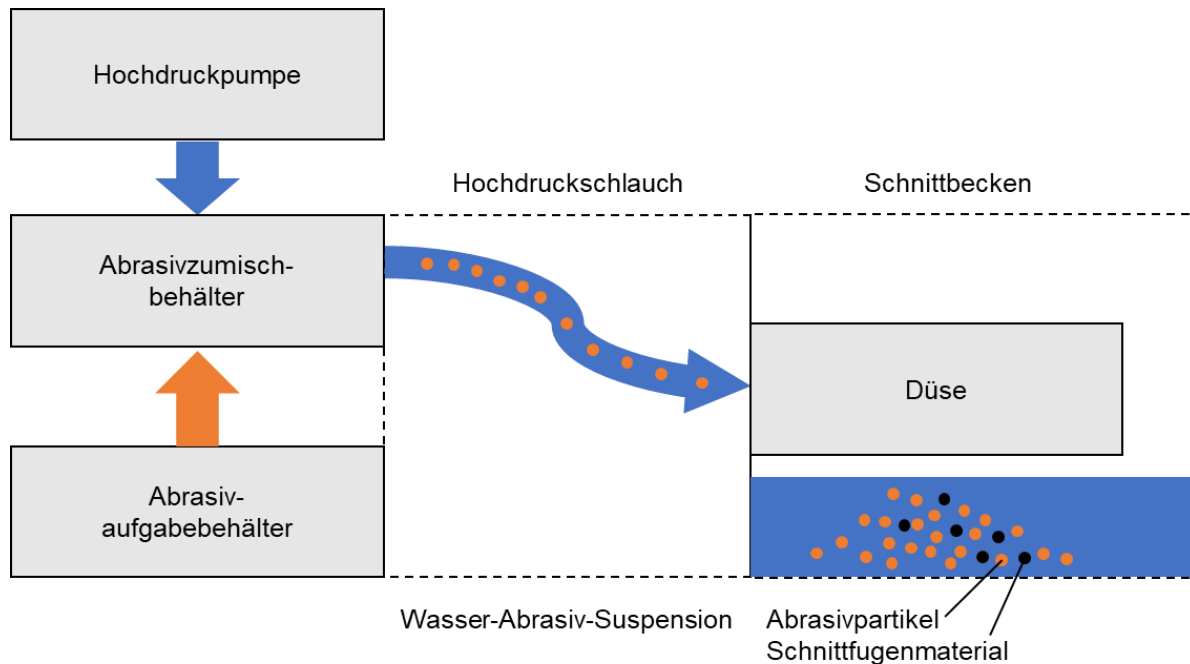 Hochdruckpumpe
Hochdruckschlauch
Schnittbecken
Abrasivzumisch-
behälter
Düse
Abrasiv-
aufgabebehälter
Wasser-Abrasiv-Suspension
Abrasivpartikel
Schnittfugenmaterial